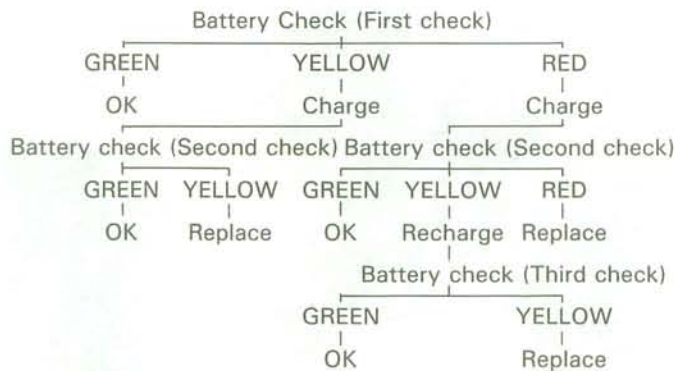 Battery Check (First check)
GREEN YELLOW RED
OK Charge Charge
Battery check (Second check) Battery check (Second check)
GREEN YELLOW GREEN YELLOW RED
OK Replace OK Recharge Replace
Battery check (Third check)
GREEN YELLOW
OK Replace